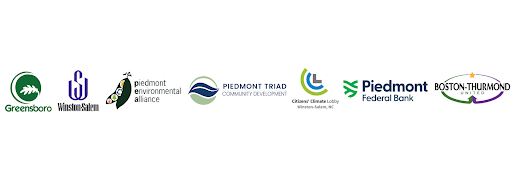 Greensboro
Winston-Salem
piedmont
environmental
alliance
PIEDMONT TRIAD
COMMUNITY DEVELOPMENT
Citizens' Climate Lobby
Winston-Salem, NC
Piedmont
Federal Bank
BOSTON-THURMOND
UNITED